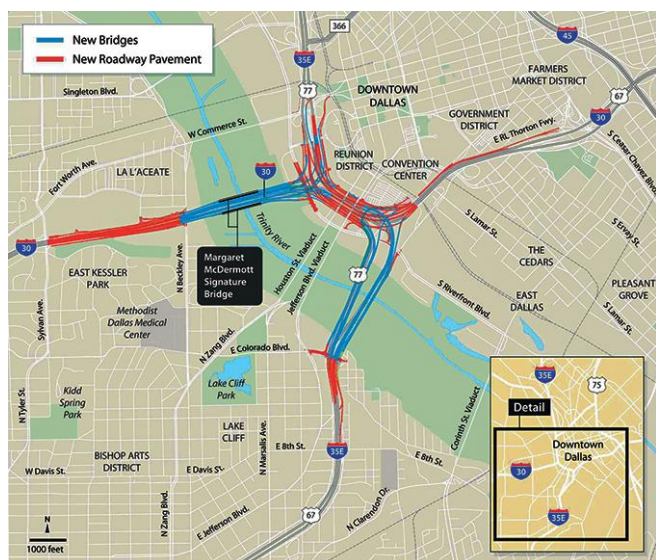 New Bridges
New Roadway Pavement
366
45
35E
77
67
30
Singleton Blvd.
DOWNTOWN
DALLAS
FARMERS
MARKET DISTRICT
GOVERNMENT
DISTRICT
E RL Thorton Fwy.
W Commerce St.
Fort Worth Ave.
LA L'ACEATE
30
REUNION
DISTRICT
CONVENTION
CENTER
S Ceasar Chavez Blvd.
S Lamar St.
S Ervay St.
Trinity River
Houston St. Viaduct
Jefferson Blvd. Viaduct
Margaret
McDermott
Signature
Bridge
30
EAST KESSLER
PARK
N Beckley Ave.
77
THE
CEDARS
PLEASANT
GROVE
EAST
DALLAS
S Riverfront Blvd.
S Lamar St.
Sylvan Ave.
Methodist
Dallas Medical
Center
N Zang Blvd.
E Colorado Blvd.
Lake Cliff
Park
Kidd
Spring
Park
N Tyler St.
LAKE
CLIFF
N Marsalis Ave.
E 8th St.
35E
Corinth St. Viaduct
E 8th St.
BISHOP ARTS
DISTRICT
W Davis St.
E Davis St.
N Zang Blvd.
E Jefferson Blvd.
67
N Clarendon Dr.
N
1000 feet
35E
75
Detail
Downtown
Dallas
30
35E